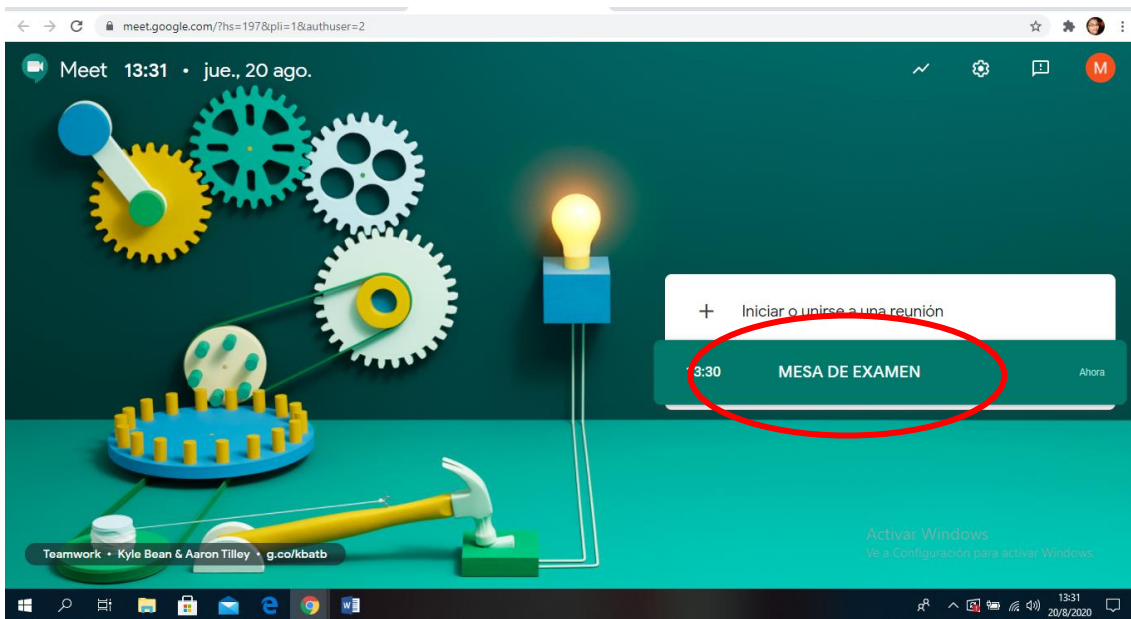 meet.google.com/?hs=197&pli=1&authuser=2
Meet 13:31 • jue., 20 ago.
M
Iniciar o unirse a una reunión
13:30 MESA DE EXAMEN Ahora
Activar Windows
Ve a Configuración para activar Windows.
Teamwork • Kyle Bean & Aaron Tilley • g.co/kbatb
13:31
20/8/2020